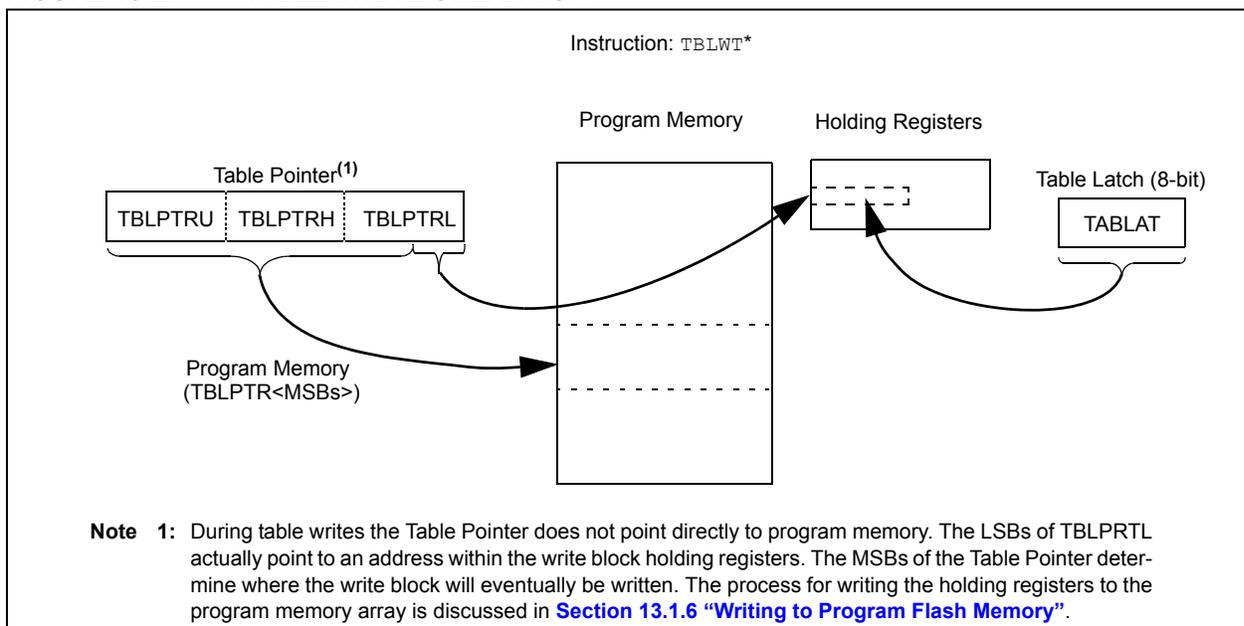 Instruction: TBLWT*
Program Memory
Holding Registers
Table Pointer(1)
Table Latch (8-bit)
TBLPTRU TBLPTRH TBLPTRL
TABLAT
Program Memory
(TBLPTR<MSBs>)
Note 1: During table writes the Table Pointer does not point directly to program memory. The LSBs of TBLPRTL
actually point to an address within the write block holding registers. The MSBs of the Table Pointer deter-
mine where the write block will eventually be written. The process for writing the holding registers to the
program memory array is discussed in Section 13.1.6 “Writing to Program Flash Memory”.